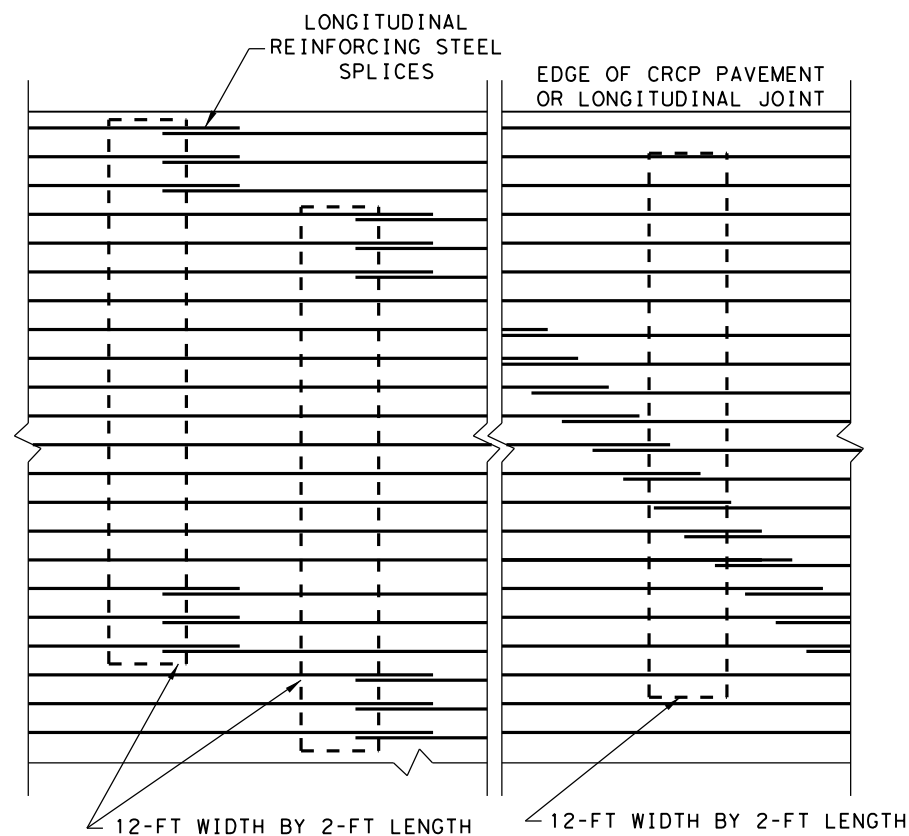 LONGITUDINAL
REINFORCING STEEL
SPLICES
EDGE OF CRCP PAVEMENT
OR LONGITUDINAL JOINT
12-FT WIDTH BY 2-FT LENGTH
12-FT WIDTH BY 2-FT LENGTH